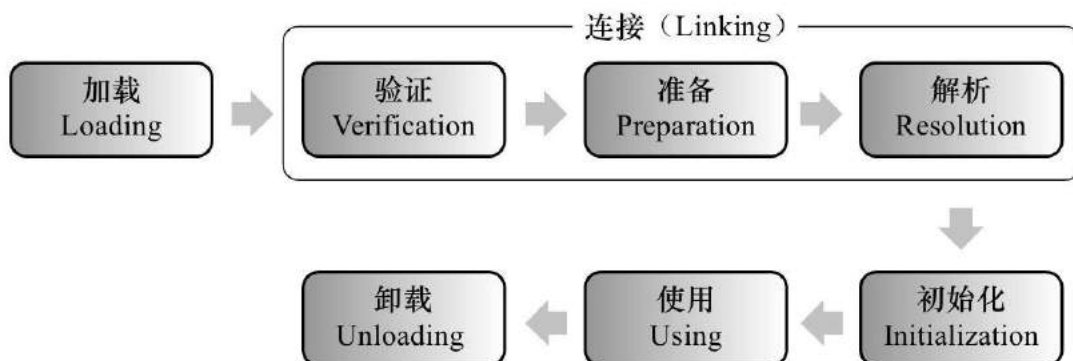 连接（Linking）
加载
Loading
验证
Verification
准备
Preparation
解析
Resolution
初始化
Initialization
使用
Using
卸载
Unloading